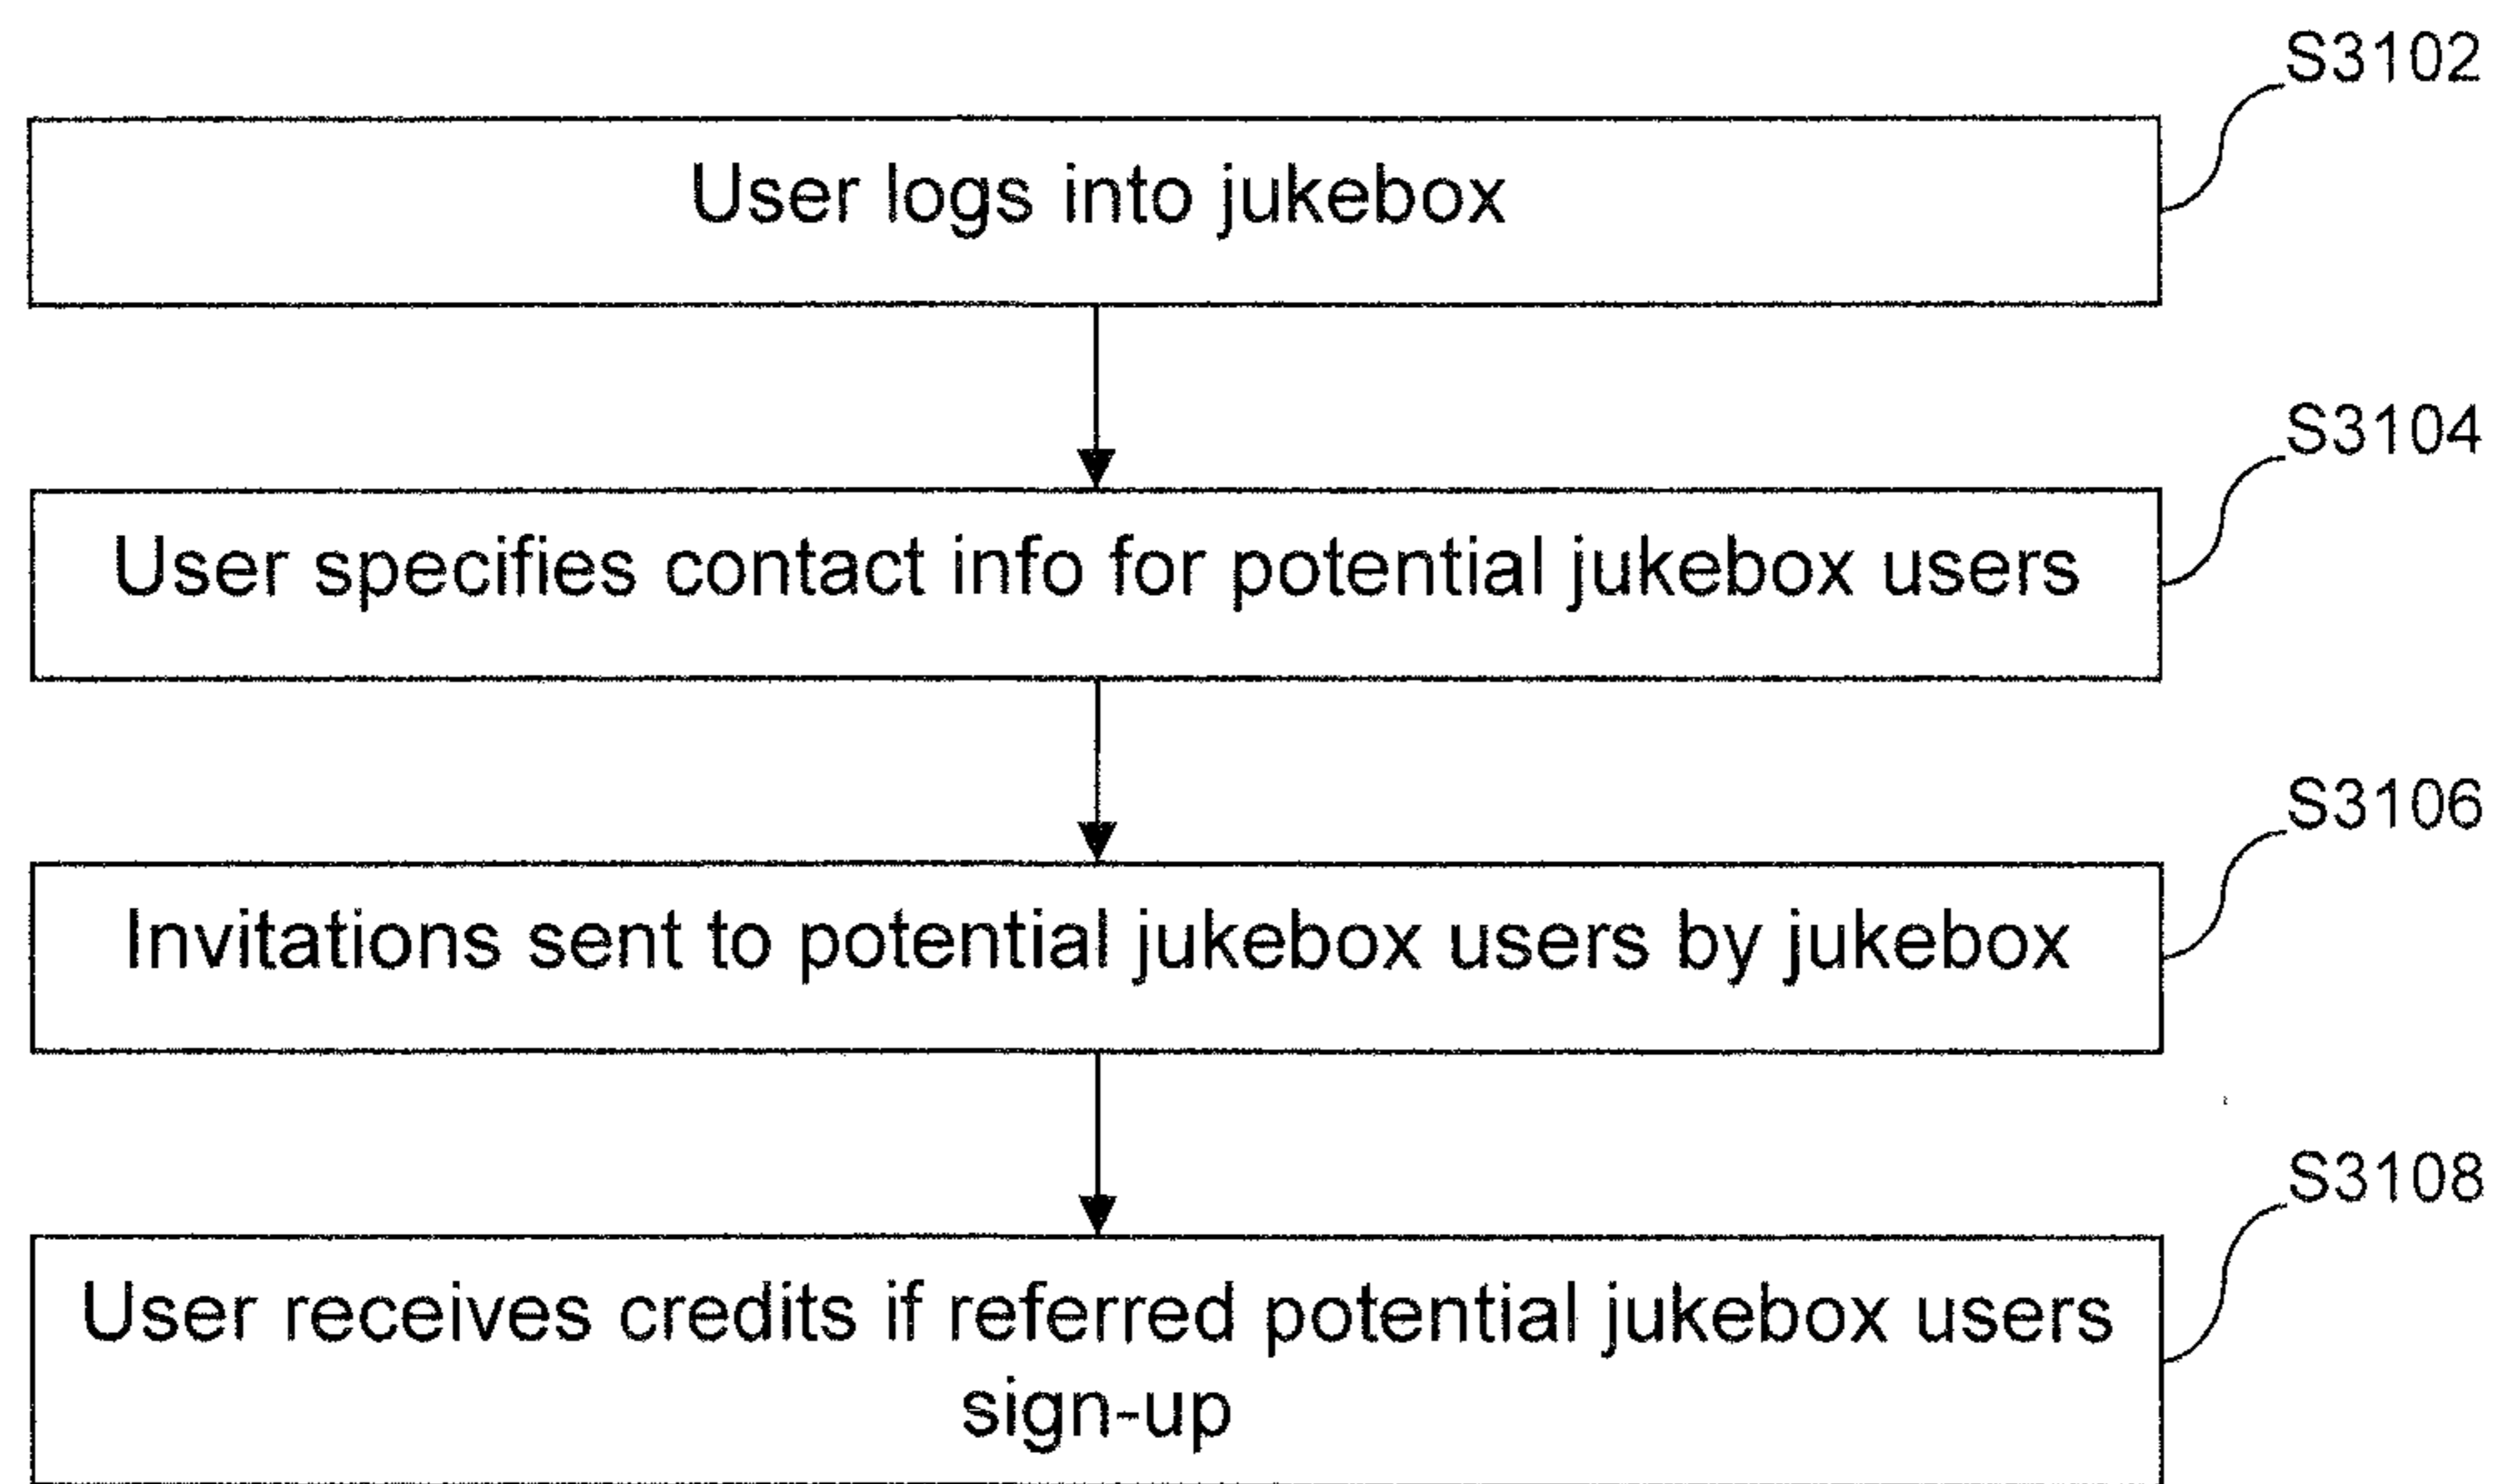 S3102
User logs into jukebox
S3104
User specifies contact info for potential jukebox users
S3106
Invitations sent to potential jukebox users by jukebox
S3108
User receives credits if referred potential jukebox users
sign-up